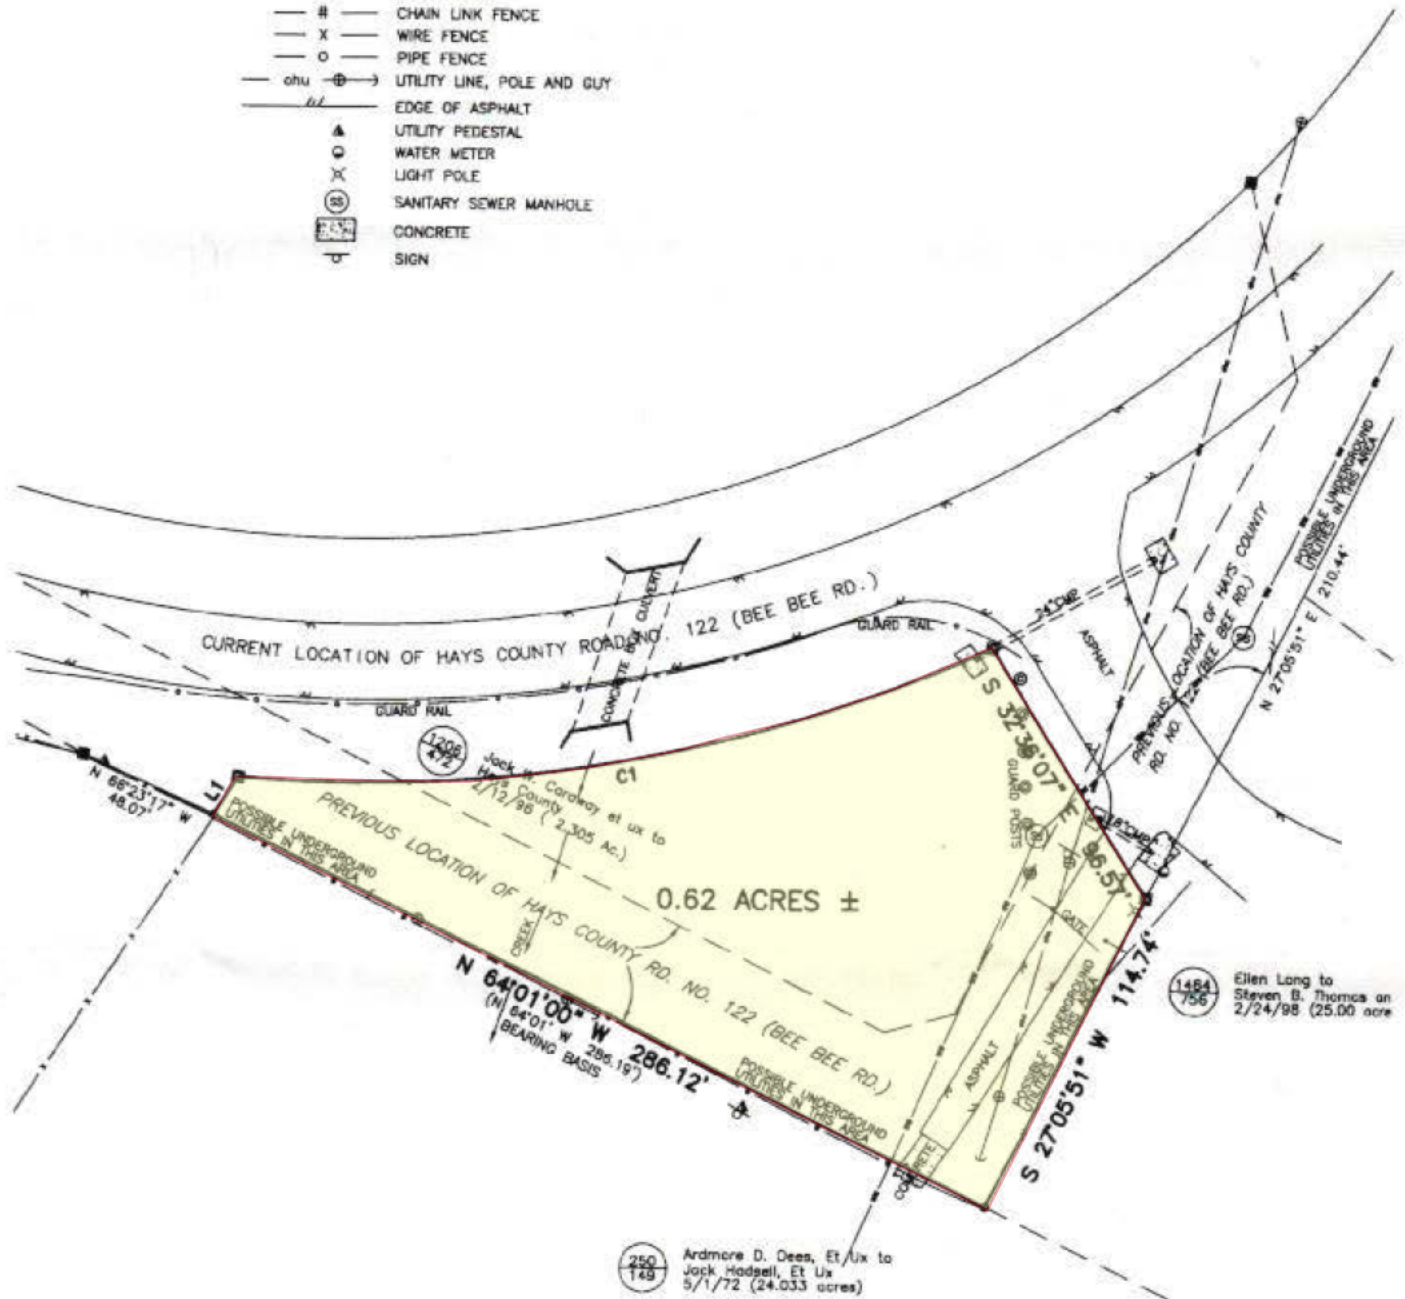 # CHAIN LINK FENCE
X WIRE FENCE
O PIPE FENCE
ohu UTILITY LINE, POLE AND GUY
EDGE OF ASPHALT
UTILITY PEDESTAL
WATER METER
LIGHT POLE
SS SANITARY SEWER MANHOLE
CONCRETE
SIGN
CURRENT LOCATION OF HAYS COUNTY ROAD NO. 122 (BEE BEE RD.)
CONCRETE BOX CULVERT
GUARD RAIL
GUARD RAIL
24"CMP
ASPHALT
PREVIOUS LOCATION OF HAYS COUNTY
RD. NO. 122 (BEE BEE RD.)
POSSIBLE UNDERGROUND
UTILITIES IN THIS AREA
N 27°05'51" E 210.44'
N 66°23'17" W
48.07'
L1
1206
472
Jack W. Cardway et ux to
Hays County
2/12/96 ( 2.305 Ac.)
C1
S 32°36'07" E 96.57'
GUARD POSTS
18"CMP
GATE
POSSIBLE UNDERGROUND
UTILITIES IN THIS AREA
PREVIOUS LOCATION OF HAYS COUNTY RD. NO. 122 (BEE BEE RD.)
0.62 ACRES ±
CREEK
N 64°01'00" W 286.12'
(N 64°01' W 286.19')
BEARING BASIS
POSSIBLE UNDERGROUND
UTILITIES IN THIS AREA
ASPHALT
POSSIBLE UNDERGROUND
UTILITIES IN THIS AREA
S 27°05'51" W 114.74'
CONCRETE
1464
756
Ellen Lang to
Steven B. Thomas an
2/24/98 (25.00 acre
250
149
Ardmore D. Dees, Et Ux to
Jack Hadsell, Et Ux
5/1/72 (24.033 acres)